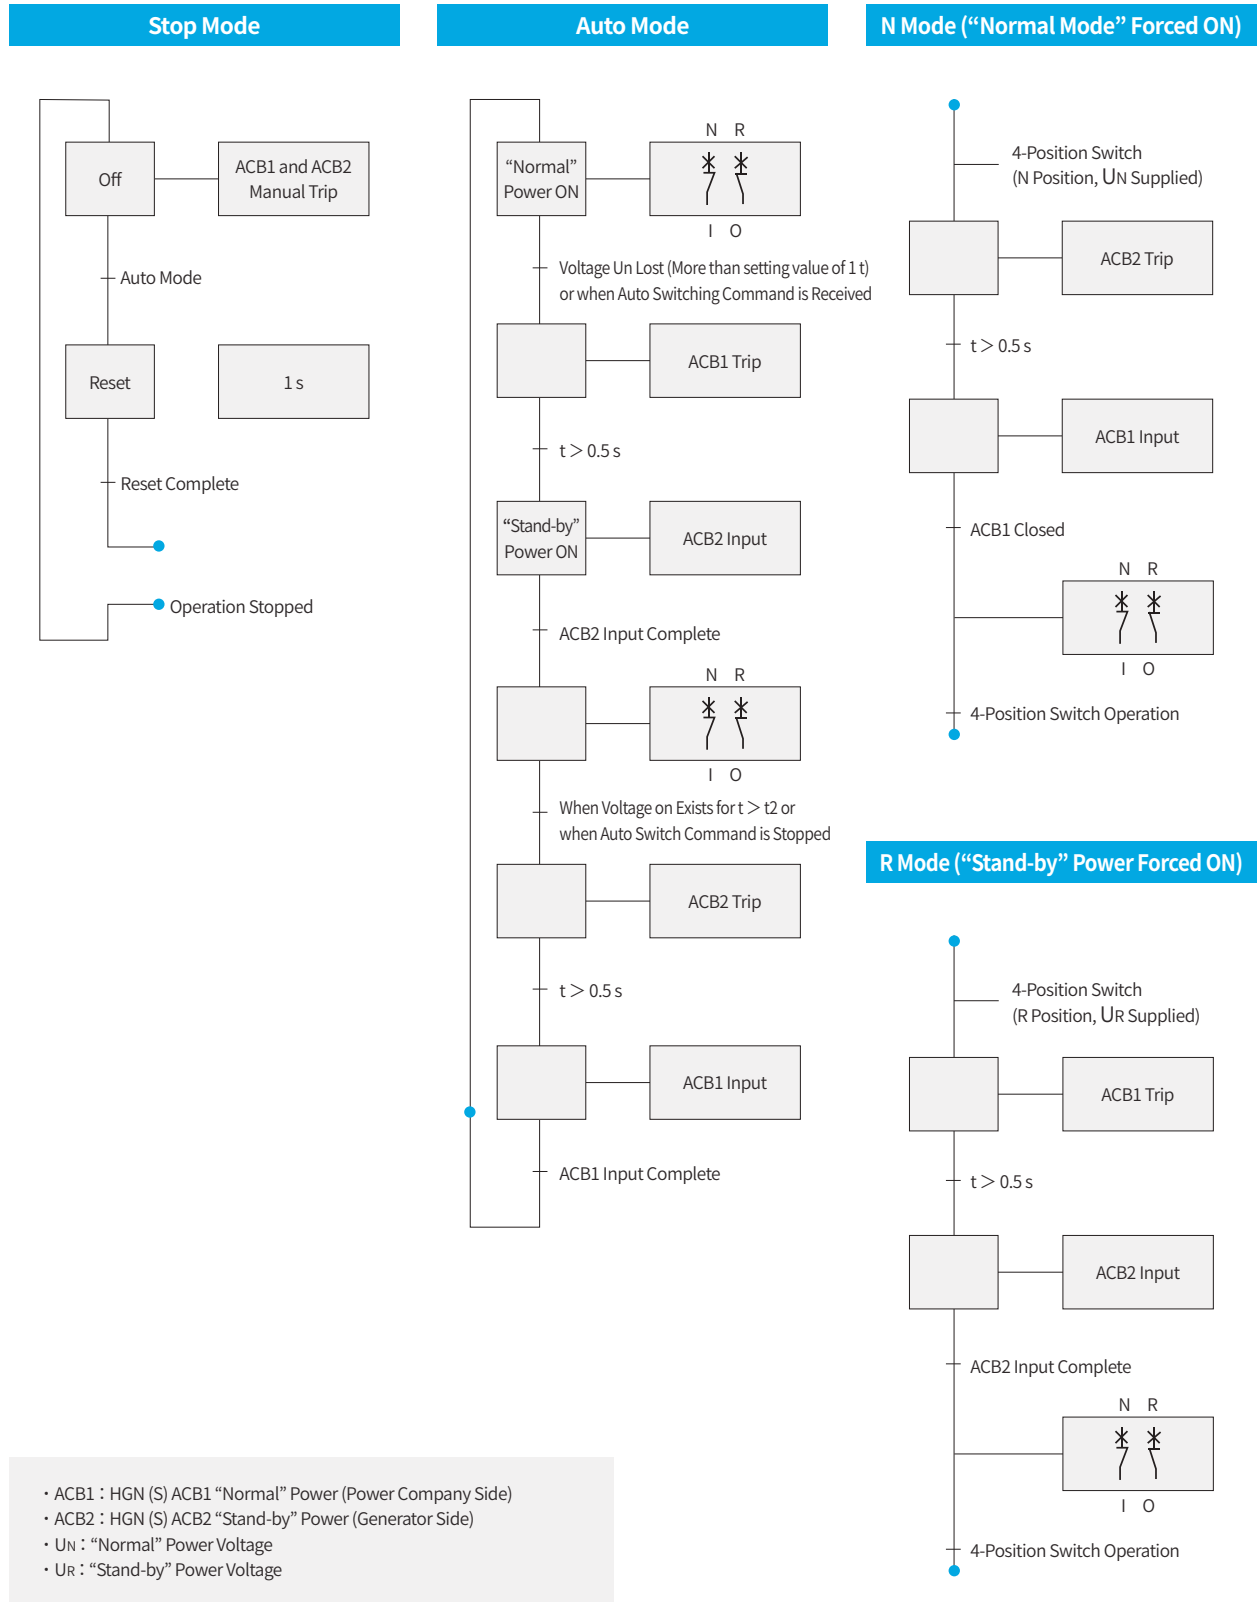 Stop Mode
Off
ACB1 and ACB2
Manual Trip
Auto Mode
Reset
1 s
Reset Complete
Operation Stopped
Auto Mode
N R
“Normal”
Power ON
I O
Voltage Un Lost (More than setting value of 1 t)
or when Auto Switching Command is Received
ACB1 Trip
t > 0.5 s
“Stand-by”
Power ON
ACB2 Input
ACB2 Input Complete
N R
I O
When Voltage on Exists for t > t2 or
when Auto Switch Command is Stopped
ACB2 Trip
t > 0.5 s
ACB1 Input
ACB1 Input Complete
N Mode (“Normal Mode” Forced ON)
4-Position Switch
(N Position, UN Supplied)
ACB2 Trip
t > 0.5 s
ACB1 Input
ACB1 Closed
N R
I O
4-Position Switch Operation
R Mode (“Stand-by” Power Forced ON)
4-Position Switch
(R Position, UR Supplied)
ACB1 Trip
t > 0.5 s
ACB2 Input
ACB2 Input Complete
N R
I O
4-Position Switch Operation
・ACB1 : HGN (S) ACB1 “Normal” Power (Power Company Side)
・ACB2 : HGN (S) ACB2 “Stand-by” Power (Generator Side)
・UN : “Normal” Power Voltage
・UR : “Stand-by” Power Voltage